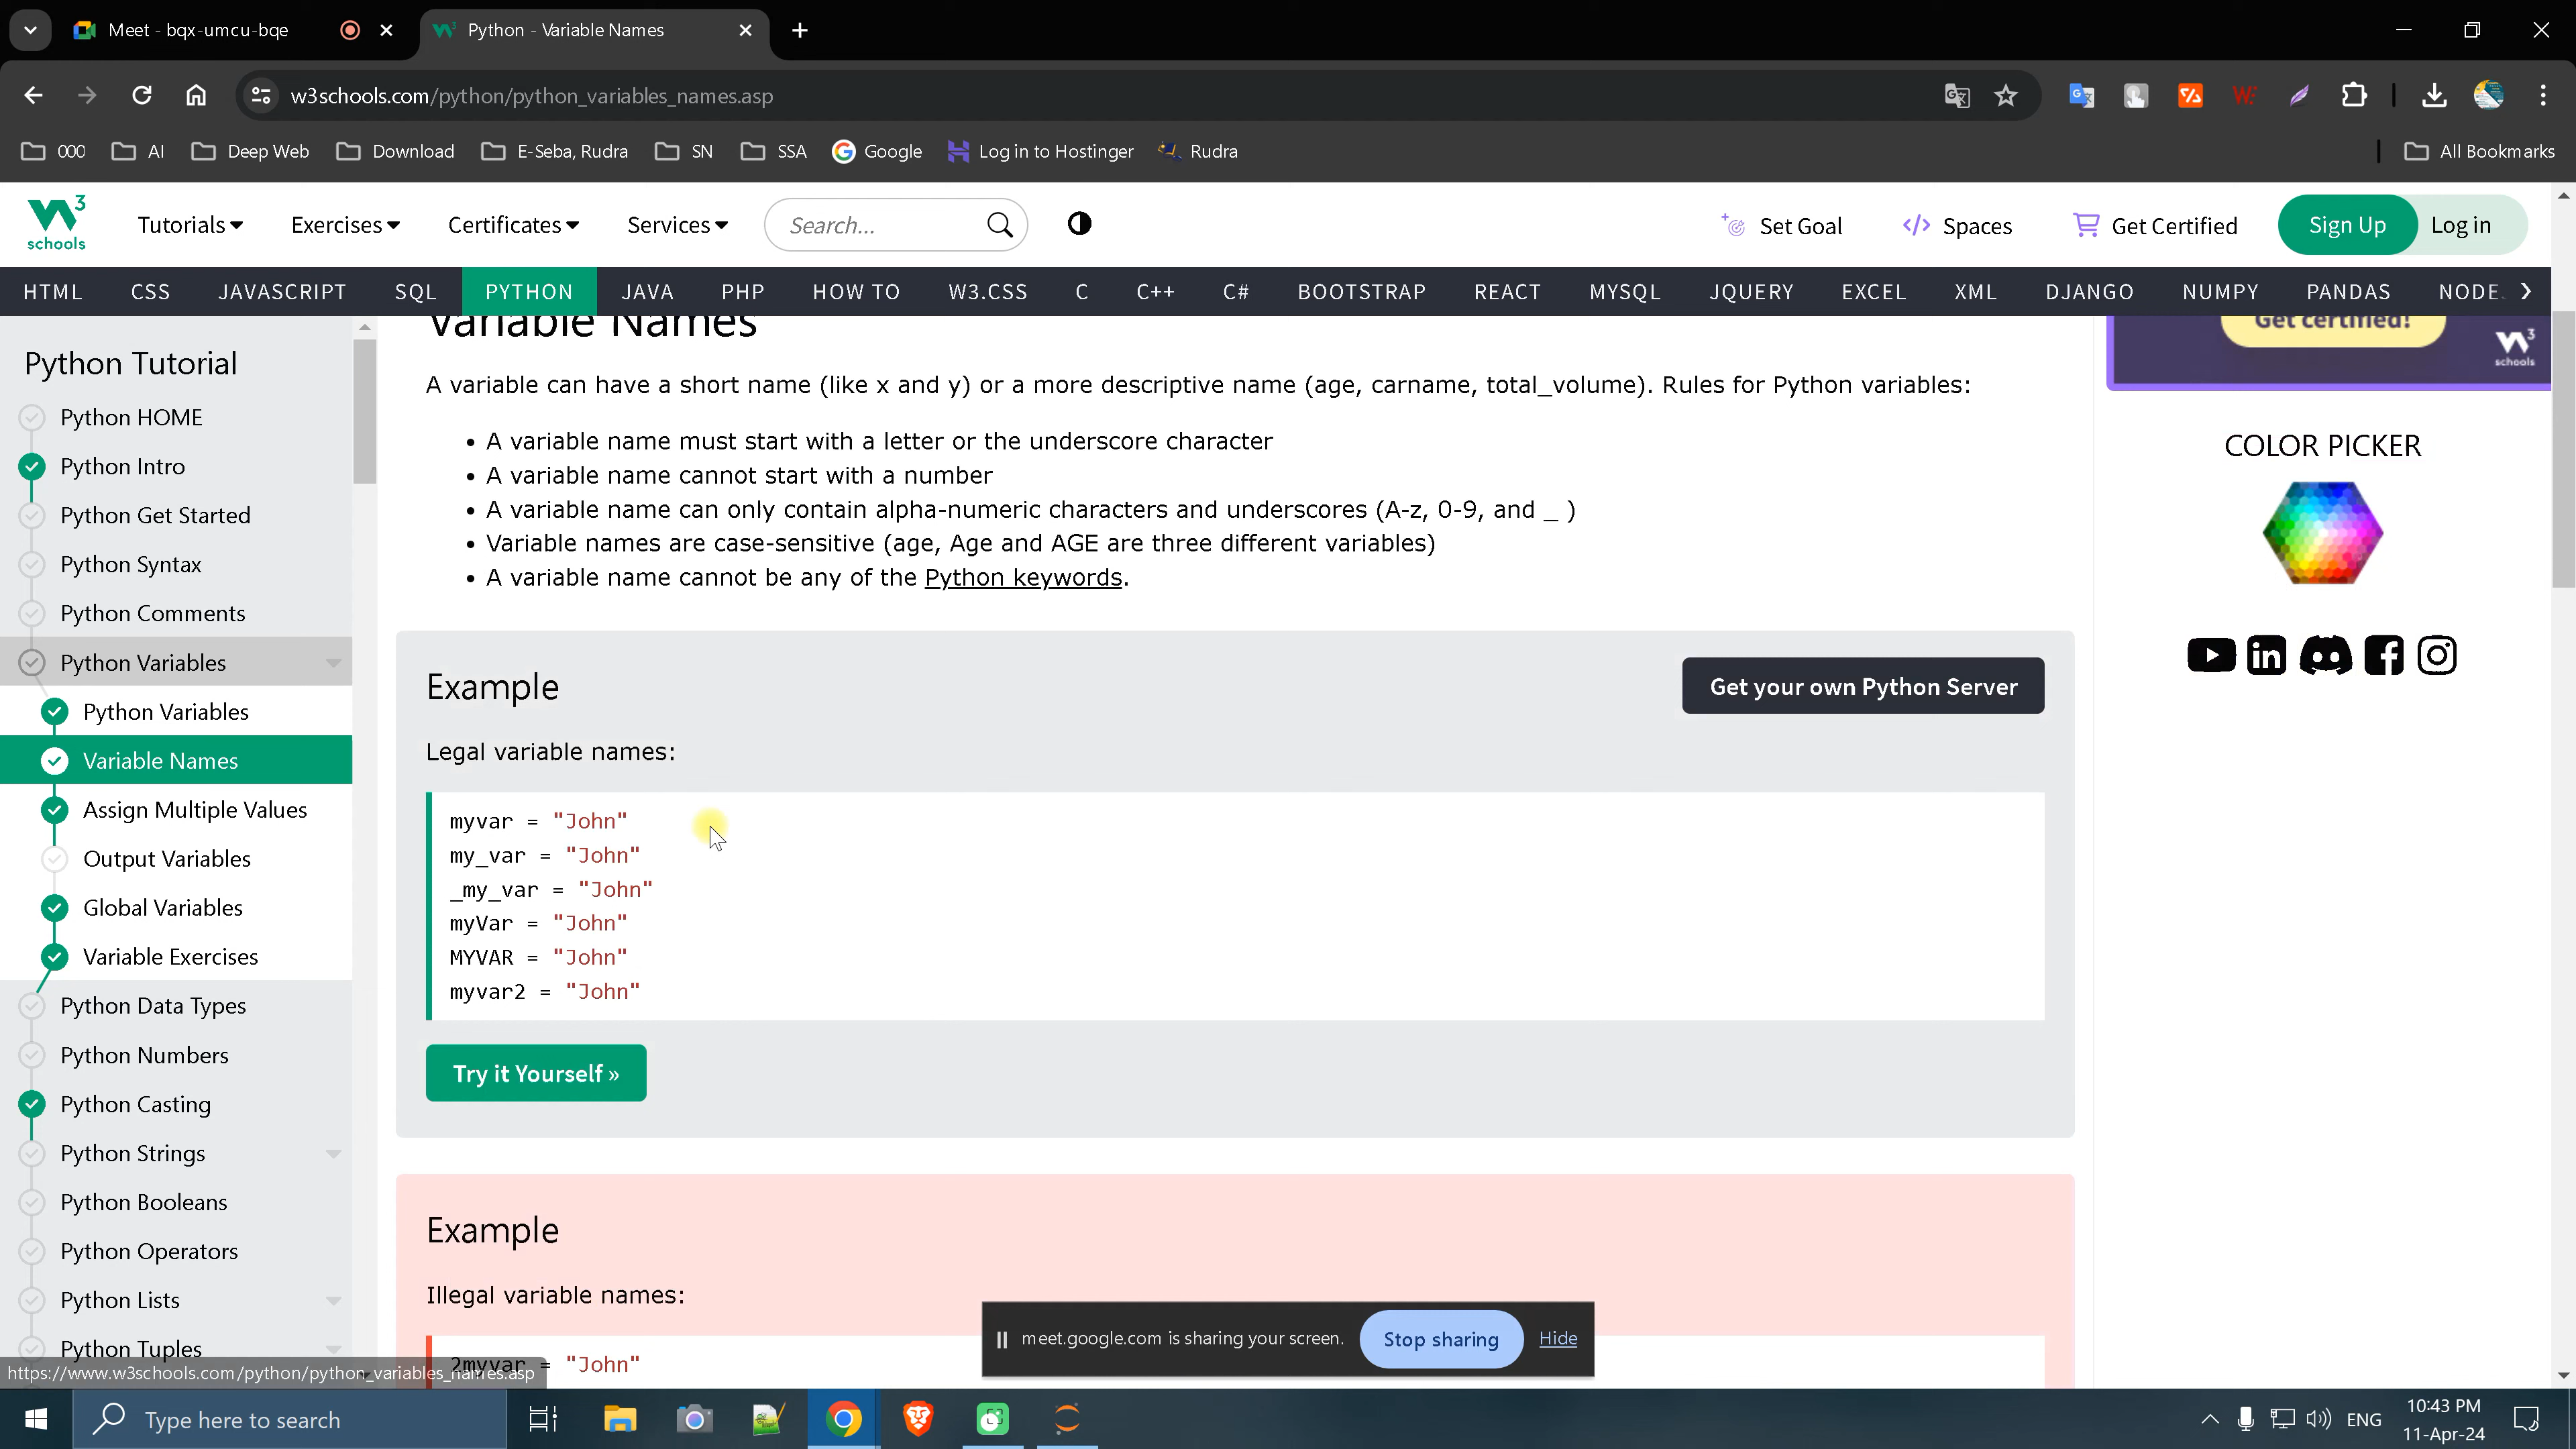 Meet - bqx-umcu-bqe
Python - Variable Names
w3schools.com/python/python_variables_names.asp
000
AI
Deep Web
Download
E-Seba, Rudra
SN
SSA
Google
Log in to Hostinger
Rudra
All Bookmarks
schools
Tutorials
Exercises
Certificates
Services
Search...
Set Goal
Spaces
Get Certified
Sign Up
Log in
HTML
CSS
JAVASCRIPT
SQL
PYTHON
JAVA
PHP
HOW TO
W3.CSS
C
C++
C#
BOOTSTRAP
REACT
MYSQL
JQUERY
EXCEL
XML
DJANGO
NUMPY
PANDAS
NODE
Python Tutorial
Python HOME
Python Intro
Python Get Started
Python Syntax
Python Comments
Python Variables
Python Variables
Variable Names
Assign Multiple Values
Output Variables
Global Variables
Variable Exercises
Python Data Types
Python Numbers
Python Casting
Python Strings
Python Booleans
Python Operators
Python Lists
Python Tuples
Variable Names
A variable can have a short name (like x and y) or a more descriptive name (age, carname, total_volume). Rules for Python variables:
• A variable name must start with a letter or the underscore character
• A variable name cannot start with a number
• A variable name can only contain alpha-numeric characters and underscores (A-z, 0-9, and _ )
• Variable names are case-sensitive (age, Age and AGE are three different variables)
• A variable name cannot be any of the Python keywords.
Example
Get your own Python Server
Legal variable names:
myvar = "John"
my_var = "John"
_my_var = "John"
myVar = "John"
MYVAR = "John"
myvar2 = "John"
Try it Yourself »
Example
Illegal variable names:
2myvar = "John"
Get certified!
W3 schools
COLOR PICKER
meet.google.com is sharing your screen.
Stop sharing
Hide
https://www.w3schools.com/python/python_variables_names.asp
Type here to search
ENG
10:43 PM
11-Apr-24